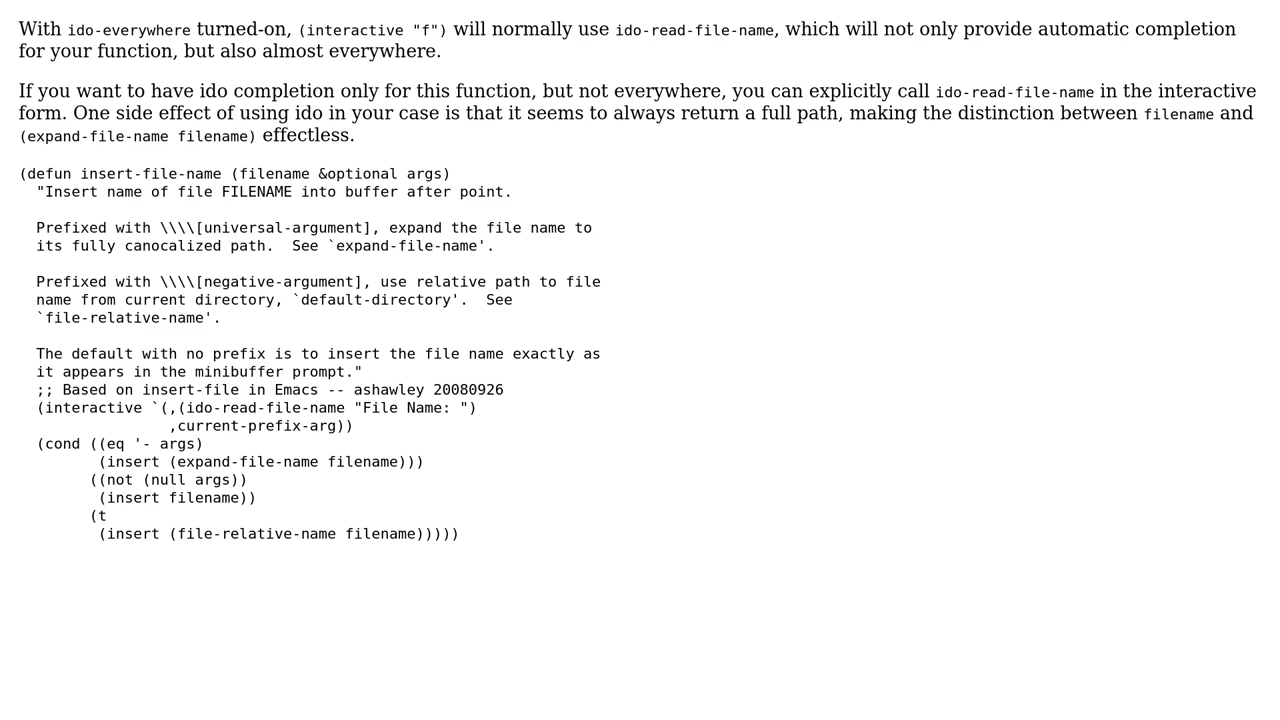 With ido-everywhere turned-on, (interactive "f") will normally use ido-read-file-name, which will not only provide automatic completion
for your function, but also almost everywhere.
If you want to have ido completion only for this function, but not everywhere, you can explicitly call ido-read-file-name in the interactive
form. One side effect of using ido in your case is that it seems to always return a full path, making the distinction between filename and
(expand-file-name filename) effectless.
(defun insert-file-name (filename &optional args)
  "Insert name of file FILENAME into buffer after point.

  Prefixed with \\\\[universal-argument], expand the file name to
  its fully canocalized path.  See `expand-file-name'.

  Prefixed with \\\\[negative-argument], use relative path to file
  name from current directory, `default-directory'.  See
  `file-relative-name'.

  The default with no prefix is to insert the file name exactly as
  it appears in the minibuffer prompt."
  ;; Based on insert-file in Emacs -- ashawley 20080926
  (interactive `(,(ido-read-file-name "File Name: ")
                 ,current-prefix-arg))
  (cond ((eq '- args)
         (insert (expand-file-name filename)))
        ((not (null args))
         (insert filename))
        (t
         (insert (file-relative-name filename)))))